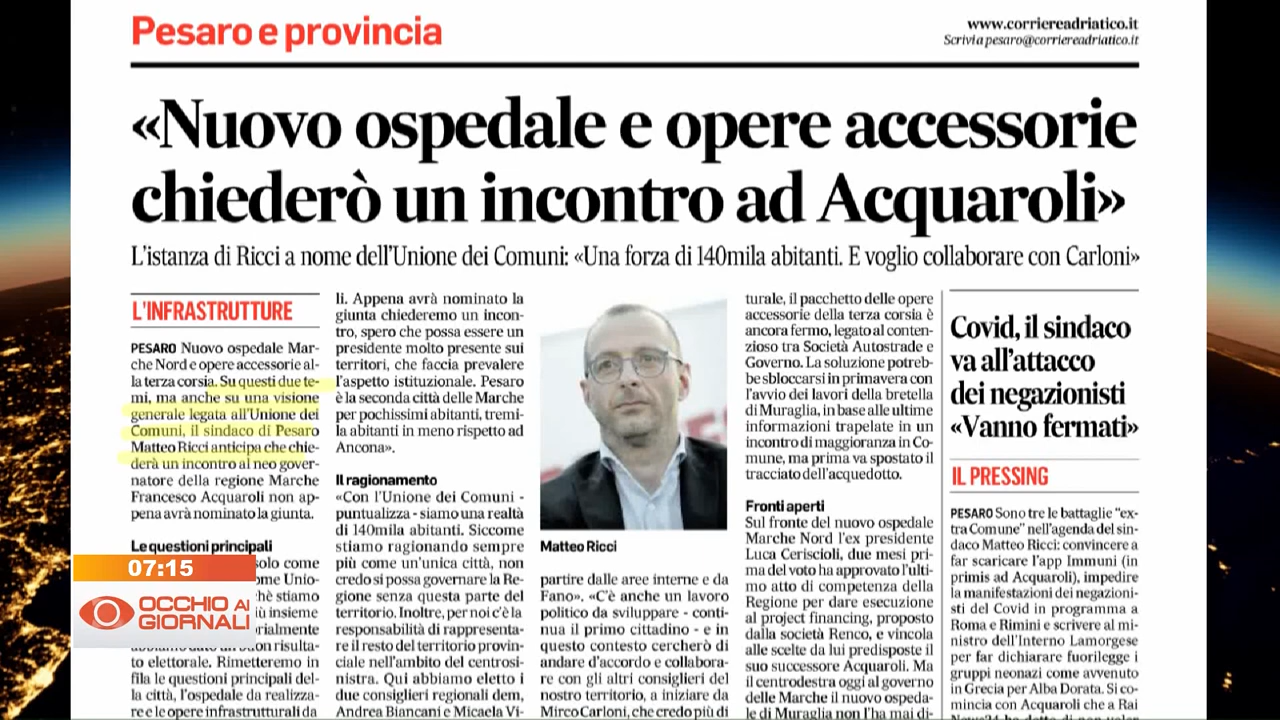 Pesaro e provincia
www.corriereadriatico.it
Scrivi a pesaro@corriereadriatico.it
«Nuovo ospedale e opere accessorie
chiederò un incontro ad Acquaroli»
L'istanza di Ricci a nome dell'Unione dei Comuni: «Una forza di 140mila abitanti. E voglio collaborare con Carloni»
L'INFRASTRUTTURE
PESARO Nuovo ospedale Mar-
che Nord e opere accessorie al-
la terza corsia. Su questi due te-
mi, ma anche su una visione
generale legata all'Unione dei
Comuni, il sindaco di Pesaro
Matteo Ricci anticipa che chie-
derà un incontro al neo gover-
natore della regione Marche
Francesco Acquaroli non ap-
pena avrà nominato la giunta.
Le questioni principali
solo come
ome Unio-
hè stiamo
iù insieme
rialmente
on risulta-
to elettorale. Rimetteremo in
fila le questioni principali del-
la città, l'ospedale da realizza-
re e le opere infrastrutturali da
li. Appena avrà nominato la
giunta chiederemo un incon-
tro, spero che possa essere un
presidente molto presente sui
territori, che faccia prevalere
l'aspetto istituzionale. Pesaro
è la seconda città delle Marche
per pochissimi abitanti, tremi-
la abitanti in meno rispetto ad
Ancona».
Il ragionamento
«Con l'Unione dei Comuni -
puntualizza - siamo una realtà
di 140mila abitanti. Siccome
stiamo ragionando sempre
più come un'unica città, non
credo si possa governare la Re-
gione senza questa parte del
territorio. Inoltre, per noi c'è la
responsabilità di rappresenta-
re il resto del territorio provin-
ciale nell'ambito del centrosi-
nistra. Qui abbiamo eletto i
due consiglieri regionali dem,
Andrea Biancani e Micaela Vi-
Matteo Ricci
partire dalle aree interne e da
Fano». «C'è anche un lavoro
politico da sviluppare - conti-
nua il primo cittadino - e in
questo contesto cercherò di
andare d'accordo e collabora-
re con gli altri consiglieri del
nostro territorio, a iniziare da
Mirco Carloni, che credo più di
turale, il pacchetto delle opere
accessorie della terza corsia è
ancora fermo, legato al conten-
zioso tra Società Autostrade e
Governo. La soluzione potreb-
be sbloccarsi in primavera con
l'avvio dei lavori della bretella
di Muraglia, in base alle ultime
informazioni trapelate in un
incontro di maggioranza in Co-
mune, ma prima va spostato il
tracciato dell'acquedotto.
Fronti aperti
Sul fronte del nuovo ospedale
Marche Nord l'ex presidente
Luca Ceriscioli, due mesi pri-
ma del voto ha approvato l'ulti-
mo atto di competenza della
Regione per dare esecuzione
al project financing, proposto
dalla società Renco, e vincola
alle scelte da lui predisposte il
suo successore Acquaroli. Ma
il centrodestra oggi al governo
delle Marche il nuovo ospeda-
le di Muraglia non l'ha mai di-
Covid, il sindaco
va all'attacco
dei negazionisti
«Vanno fermati»
IL PRESSING
PESARO Sono tre le battaglie "ex-
tra Comune" nell'agenda del sin-
daco Matteo Ricci: convincere a
far scaricare l'app Immuni (in
primis ad Acquaroli), impedire
la manifestazioni dei negazioni-
sti del Covid in programma a
Roma e Rimini e scrivere al mi-
nistro dell'Interno Lamorgese
per far dichiarare fuorilegge i
gruppi neonazi come avvenuto
in Grecia per Alba Dorata. Si co-
mincia con Acquaroli che a Rai
07:15
OCCHIO AI
GIORNALI